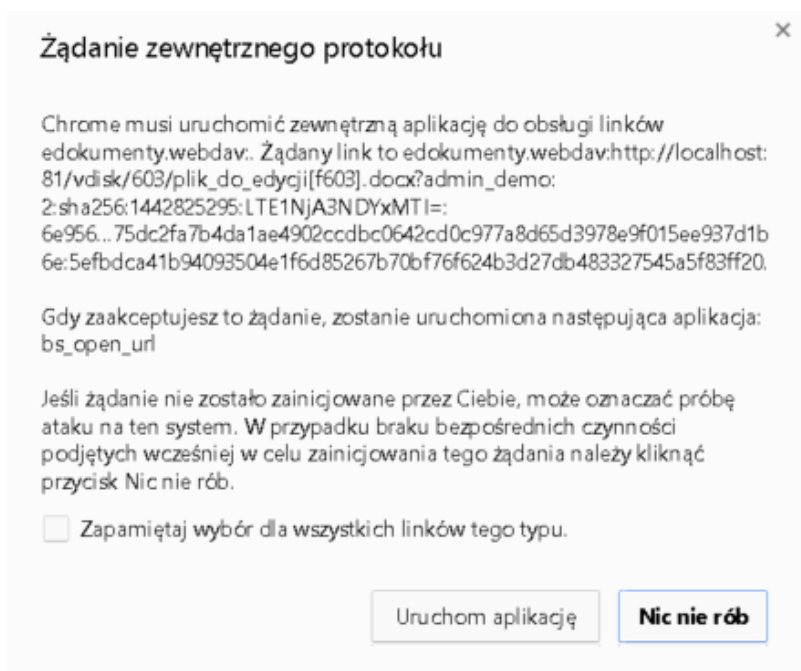 Żądanie zewnętrznego protokołu
Chrome musi uruchomić zewnętrzną aplikację do obsługi linków
edokumenty.webdav:. Żądany link to edokumenty.webdav:http://localhost:
81/vdisk/603/plik_do_edycji[f603].docx?admin_demo:
2:sha256:1442825295:LTE1NjA3NDYxMTI=:
6e956...75dc2fa7b4da1ae4902ccdbc0642cd0c977a8d65d3978e9f015ee937d1b
6e:5efbdca41b94093504e1f6d85267b70bf76f624b3d27db483327545a5f83ff20.
Gdy zaakceptujesz to żądanie, zostanie uruchomiona następująca aplikacja:
bs_open_url
Jeśli żądanie nie zostało zainicjowane przez Ciebie, może oznaczać próbę
ataku na ten system. W przypadku braku bezpośrednich czynności
podjętych wcześniej w celu zainicjowania tego żądania należy kliknąć
przycisk Nic nie rób.
Zapamiętaj wybór dla wszystkich linków tego typu.
Uruchom aplikację
Nic nie rób